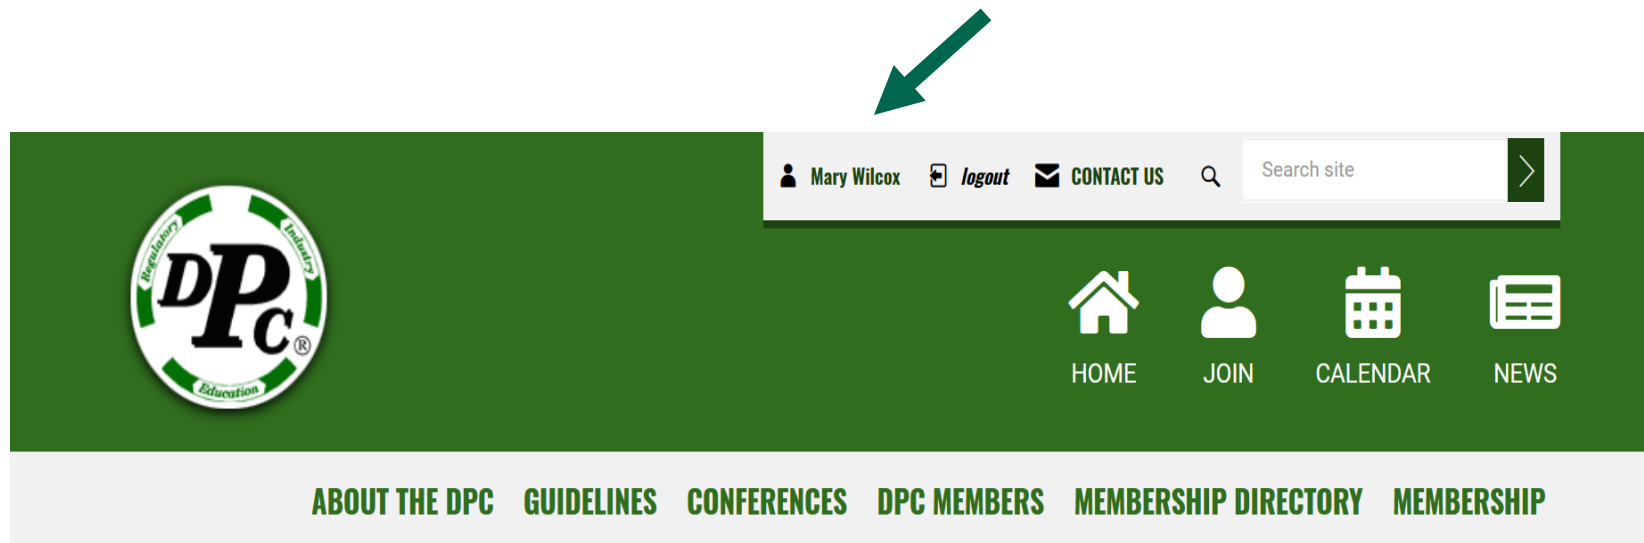 Mary Wilcox logout CONTACT US Search site
Regulatory
Industry
DPC®
Education
HOME JOIN CALENDAR NEWS
ABOUT THE DPC GUIDELINES CONFERENCES DPC MEMBERS MEMBERSHIP DIRECTORY MEMBERSHIP